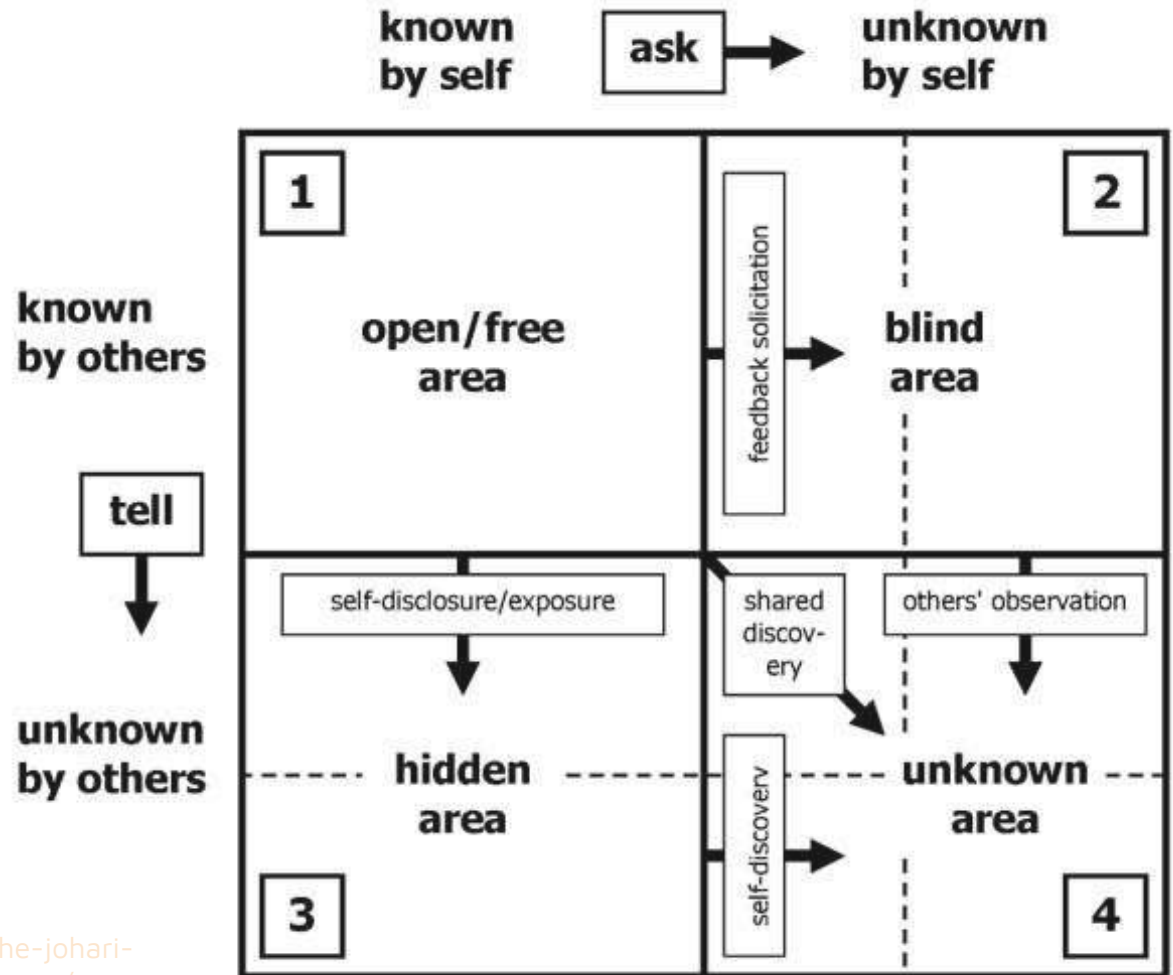 known
by self
ask
unknown
by self
1
2
known
by others
open/free
area
feedback solicitation
blind
area
tell
self-disclosure/exposure
shared
discov-
ery
others' observation
unknown
by others
hidden
area
self-discovery
unknown
area
3
4
he-johari-